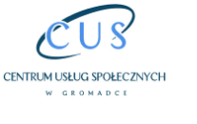 CUS
CENTRUM USŁUG SPOŁECZNYCH
W GROMADCE